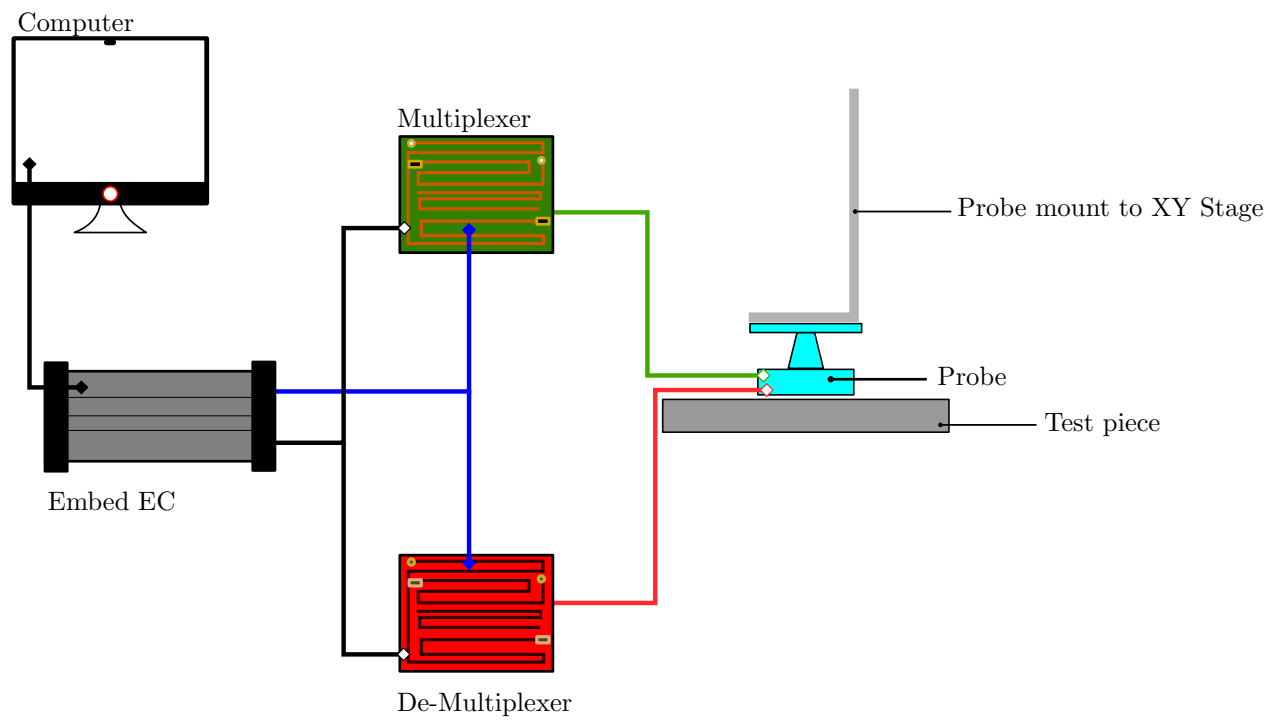 Computer
Multiplexer
Probe mount to XY Stage
Probe
Test piece
Embed EC
De-Multiplexer